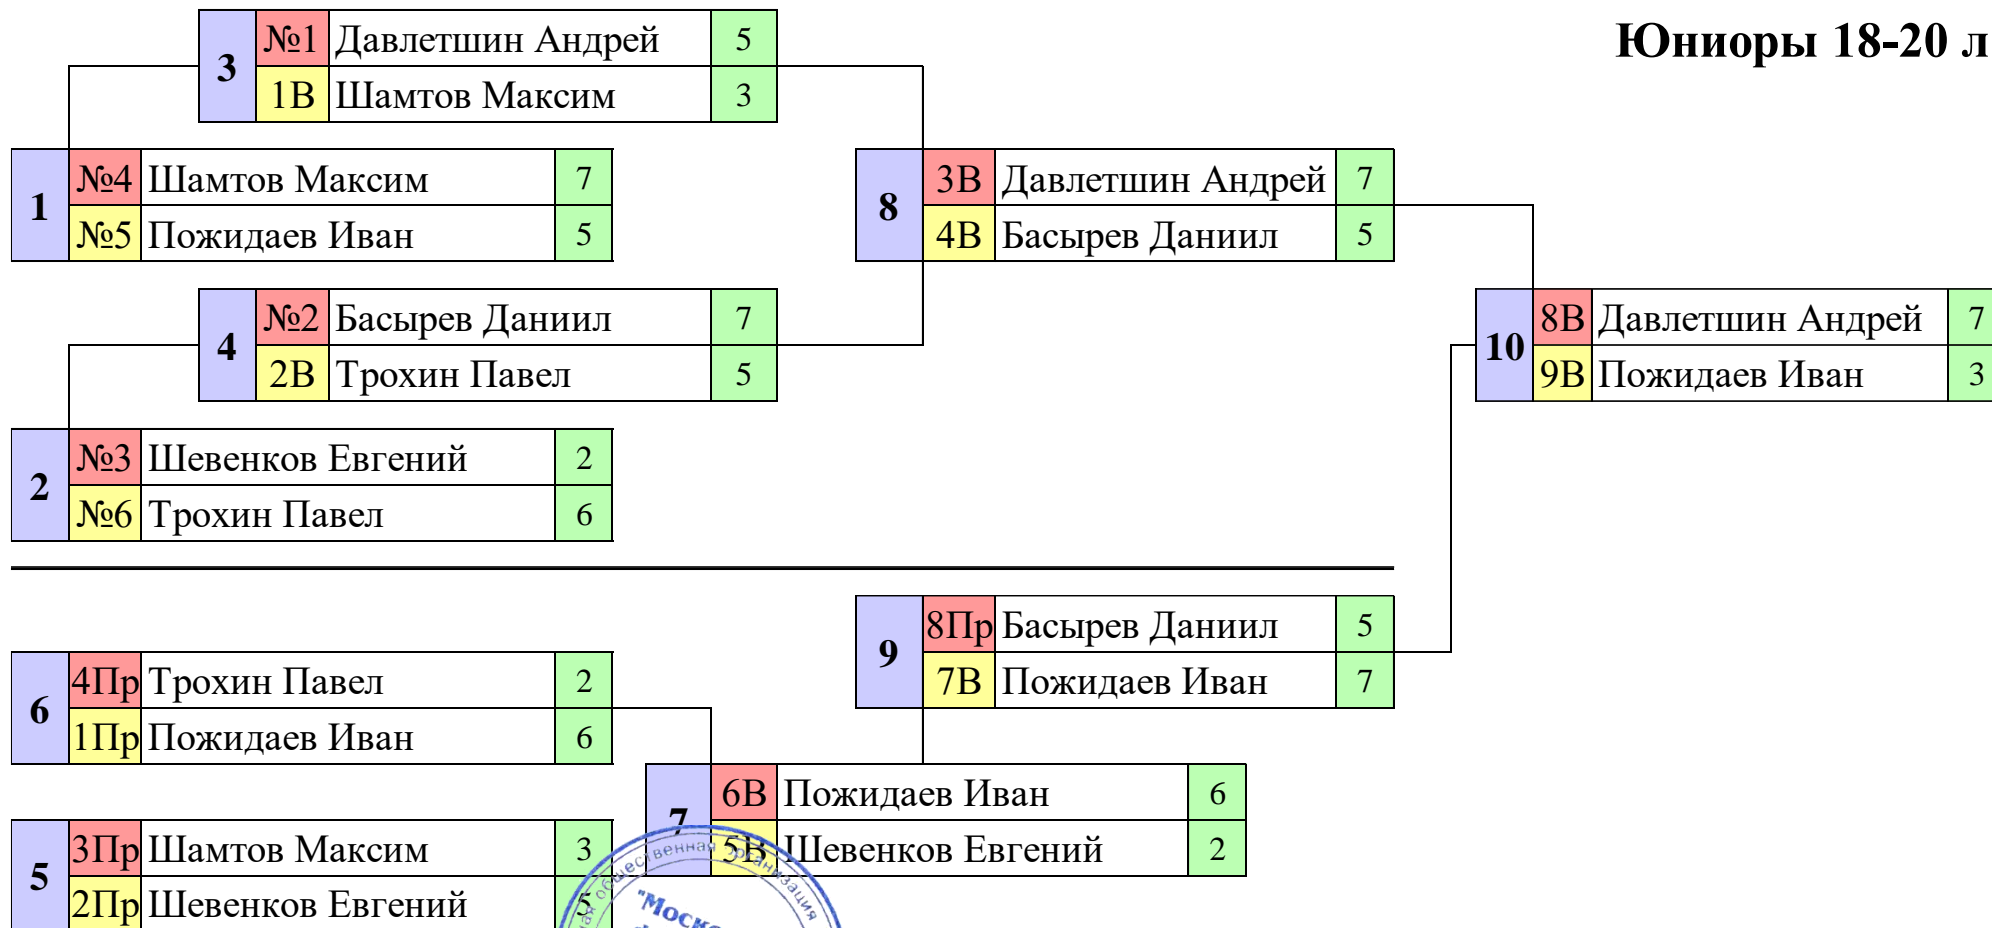 Юниоры 18-20 л
3
№1 Давлетшин Андрей 5
1В Шамтов Максим 3
1
№4 Шамтов Максим 7
№5 Пожидаев Иван 5
8
3В Давлетшин Андрей 7
4В Басырев Даниил 5
4
№2 Басырев Даниил 7
2В Трохин Павел 5
10
8В Давлетшин Андрей 7
9В Пожидаев Иван 3
2
№3 Шевенков Евгений 2
№6 Трохин Павел 6
9
8Пр Басырев Даниил 5
7В Пожидаев Иван 7
6
4Пр Трохин Павел 2
1Пр Пожидаев Иван 6
7
6В Пожидаев Иван 6
5В Шевенков Евгений 2
5
3Пр Шамтов Максим 3
2Пр Шевенков Евгений 5
общественная организация